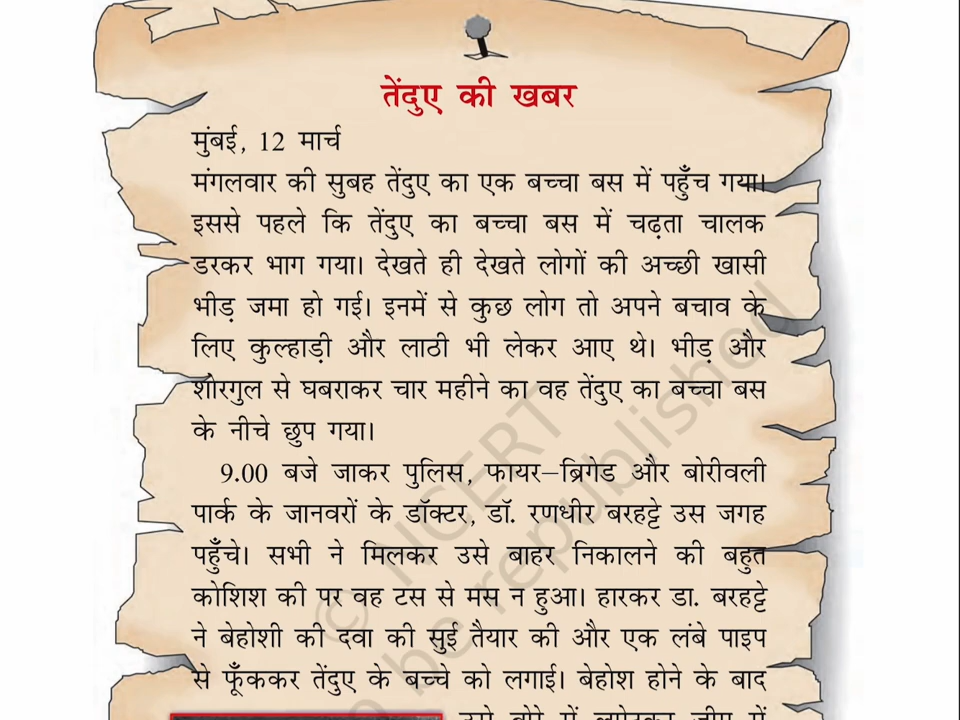 तेंदुए की खबर
मुंबई, 12 मार्च
मंगलवार की सुबह तेंदुए का एक बच्चा बस में पहुँच गया।
इससे पहले कि तेंदुए का बच्चा बस में चढ़ता चालक
डरकर भाग गया। देखते ही देखते लोगों की अच्छी खासी
भीड़ जमा हो गई। इनमें से कुछ लोग तो अपने बचाव के
लिए कुल्हाड़ी और लाठी भी लेकर आए थे। भीड़ और
शोरगुल से घबराकर चार महीने का वह तेंदुए का बच्चा बस
के नीचे छुप गया।
9.00 बजे जाकर पुलिस, फायर–ब्रिगेड और बोरीवली
पार्क के जानवरों के डॉक्टर, डॉ. रणधीर बरहट्टे उस जगह
पहुँचे। सभी ने मिलकर उसे बाहर निकालने की बहुत
कोशिश की पर वह टस से मस न हुआ। हारकर डा. बरहट्टे
ने बेहोशी की दवा की सुई तैयार की और एक लंबे पाइप
से फूँककर तेंदुए के बच्चे को लगाई। बेहोश होने के बाद
© NCERT
be republished